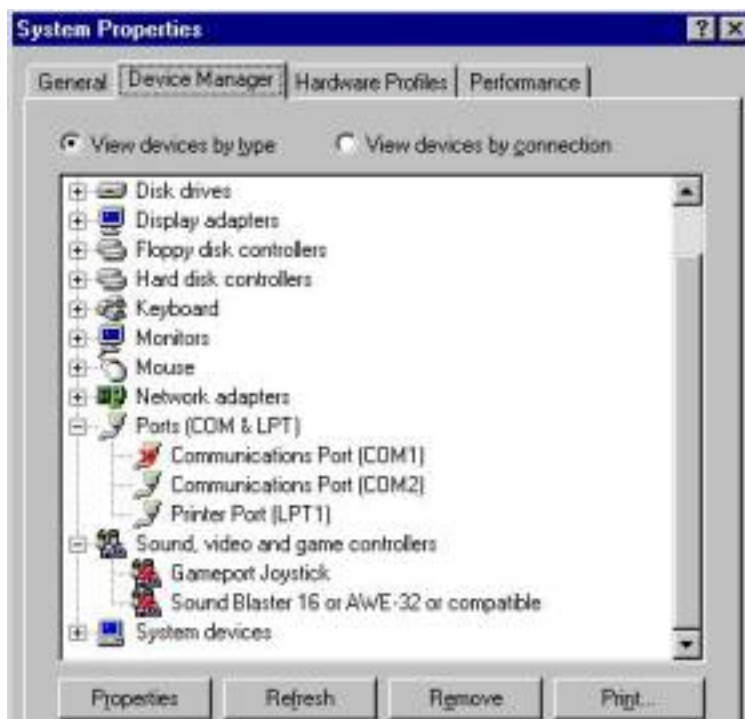 System Properties
General Device Manager Hardware Profiles Performance
View devices by type View devices by connection
Disk drives
Display adapters
Floppy disk controllers
Hard disk controllers
Keyboard
Monitors
Mouse
Network adapters
Ports (COM & LPT)
Communications Port (COM1)
Communications Port (COM2)
Printer Port (LPT1)
Sound, video and game controllers
Gameport Joystick
Sound Blaster 16 or AWE-32 or compatible
System devices
Properties Refresh Remove Print...